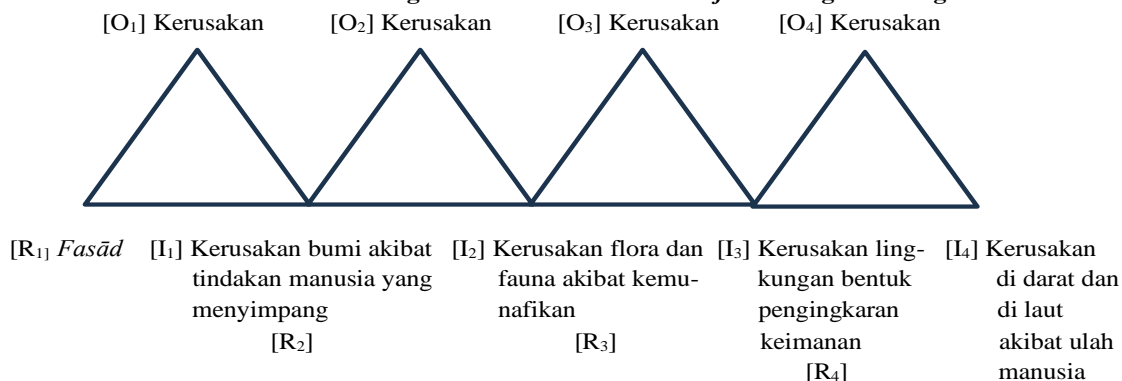 [O₁] Kerusakan [O₂] Kerusakan [O₃] Kerusakan [O₄] Kerusakan
[R₁] Fasād [I₁] Kerusakan bumi akibat [I₂] Kerusakan flora dan [I₃] Kerusakan ling- [I₄] Kerusakan
tindakan manusia yang fauna akibat kemu- kungan bentuk di darat dan
menyimpang nafikan pengingkaran di laut
[R₂] [R₃] keimanan akibat ulah
[R₄] manusia